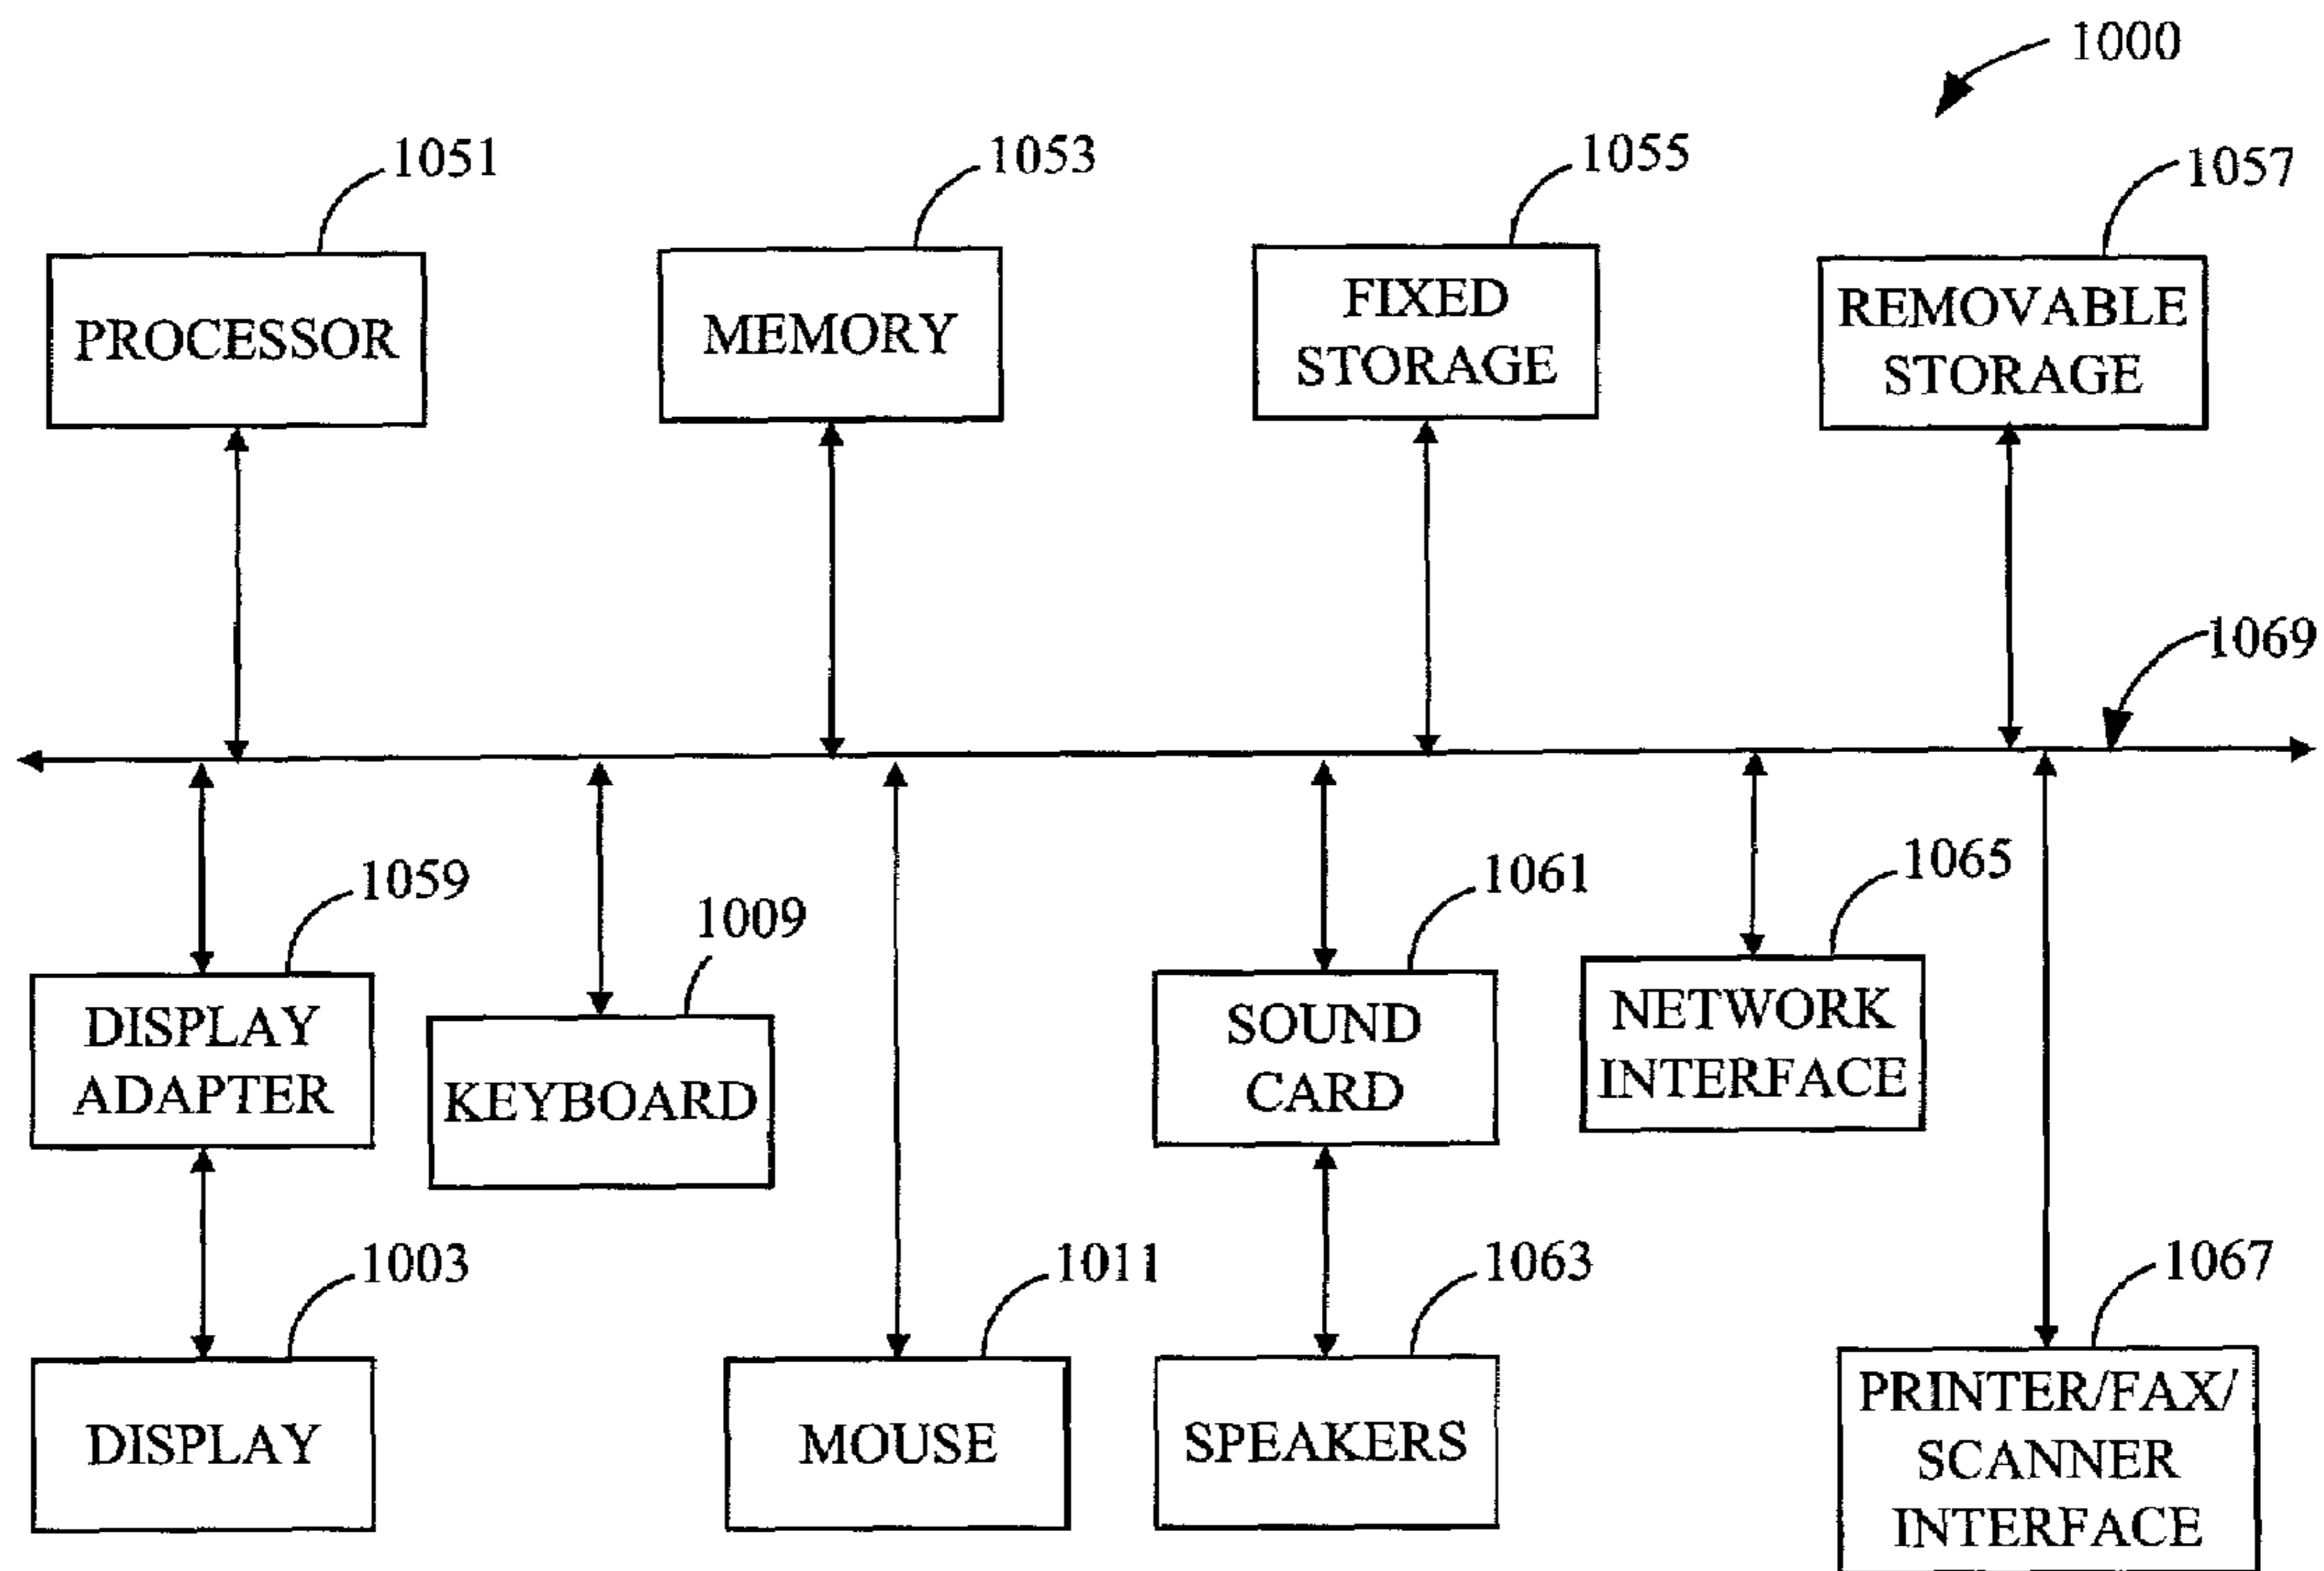 1000
1051
1053
1055
1057
PROCESSOR
MEMORY
FIXED
STORAGE
REMOVABLE
STORAGE
1069
1059
1009
1061
1065
DISPLAY
ADAPTER
KEYBOARD
SOUND
CARD
NETWORK
INTERFACE
1003
1011
1063
1067
DISPLAY
MOUSE
SPEAKERS
PRINTER/FAX/
SCANNER
INTERFACE